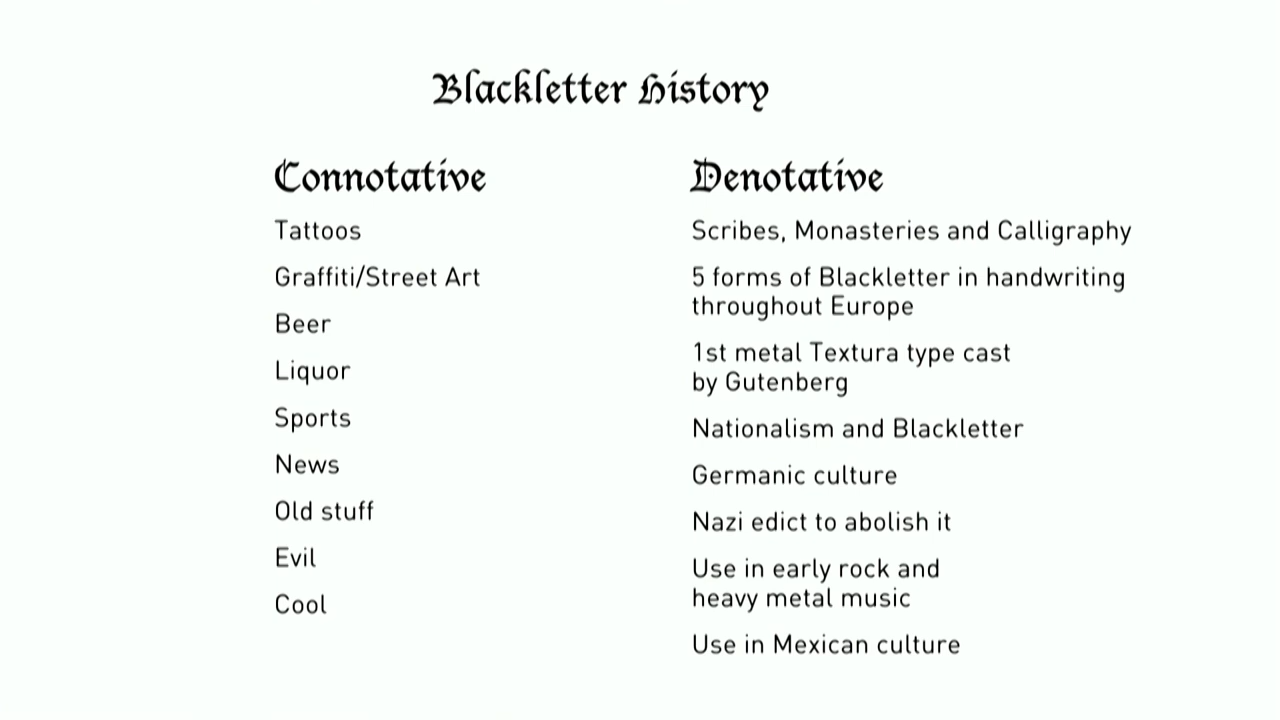 Blackletter History
Connotative
Tattoos
Graffiti/Street Art
Beer
Liquor
Sports
News
Old stuff
Evil
Cool
Denotative
Scribes, Monasteries and Calligraphy
5 forms of Blackletter in handwriting
throughout Europe
1st metal Textura type cast
by Gutenberg
Nationalism and Blackletter
Germanic culture
Nazi edict to abolish it
Use in early rock and
heavy metal music
Use in Mexican culture